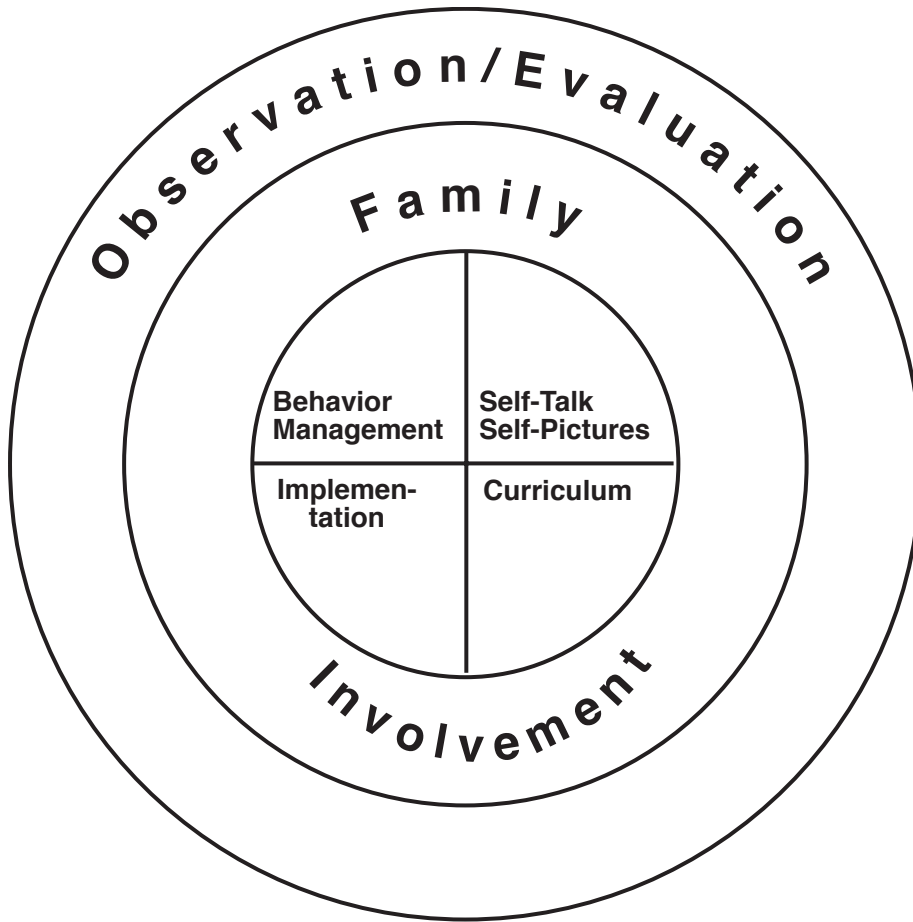 Observation/Evaluation
Family
Behavior
Management
Self-Talk
Self-Pictures
Implemen-
tation
Curriculum
Involvement